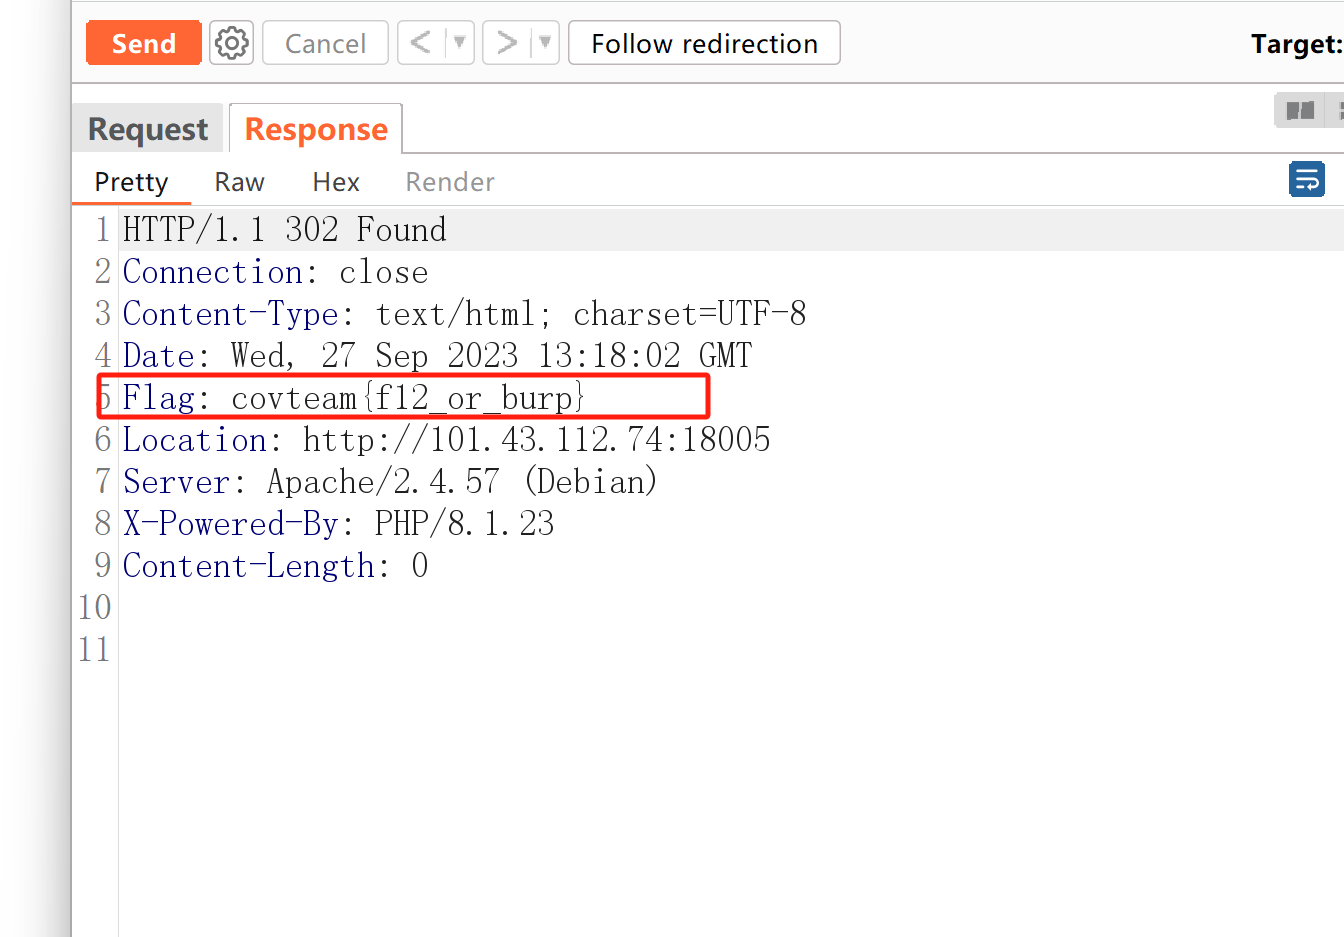 Send Cancel < > Follow redirection Target:
Request Response
Pretty Raw Hex Render
1 HTTP/1.1 302 Found
2 Connection: close
3 Content-Type: text/html; charset=UTF-8
4 Date: Wed, 27 Sep 2023 13:18:02 GMT
5 Flag: covteam{f12_or_burp}
6 Location: http://101.43.112.74:18005
7 Server: Apache/2.4.57 (Debian)
8 X-Powered-By: PHP/8.1.23
9 Content-Length: 0
10
11